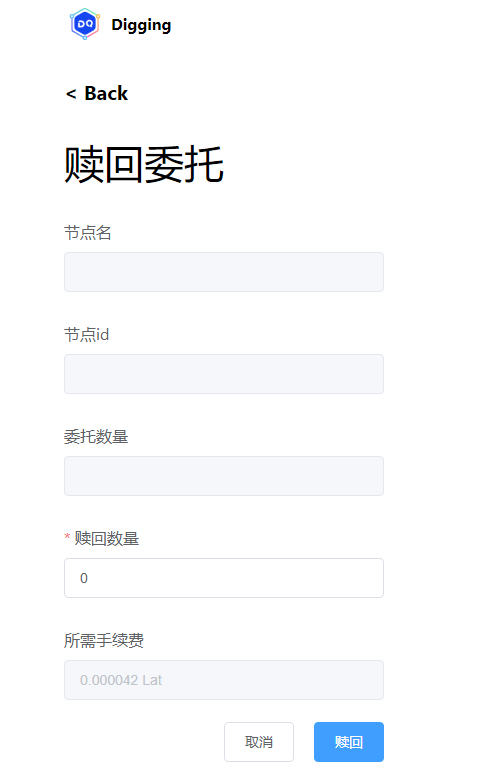 DQ
Digging
< Back
赎回委托
节点名
节点id
委托数量
* 赎回数量
0
所需手续费
0.000042 Lat
取消
赎回